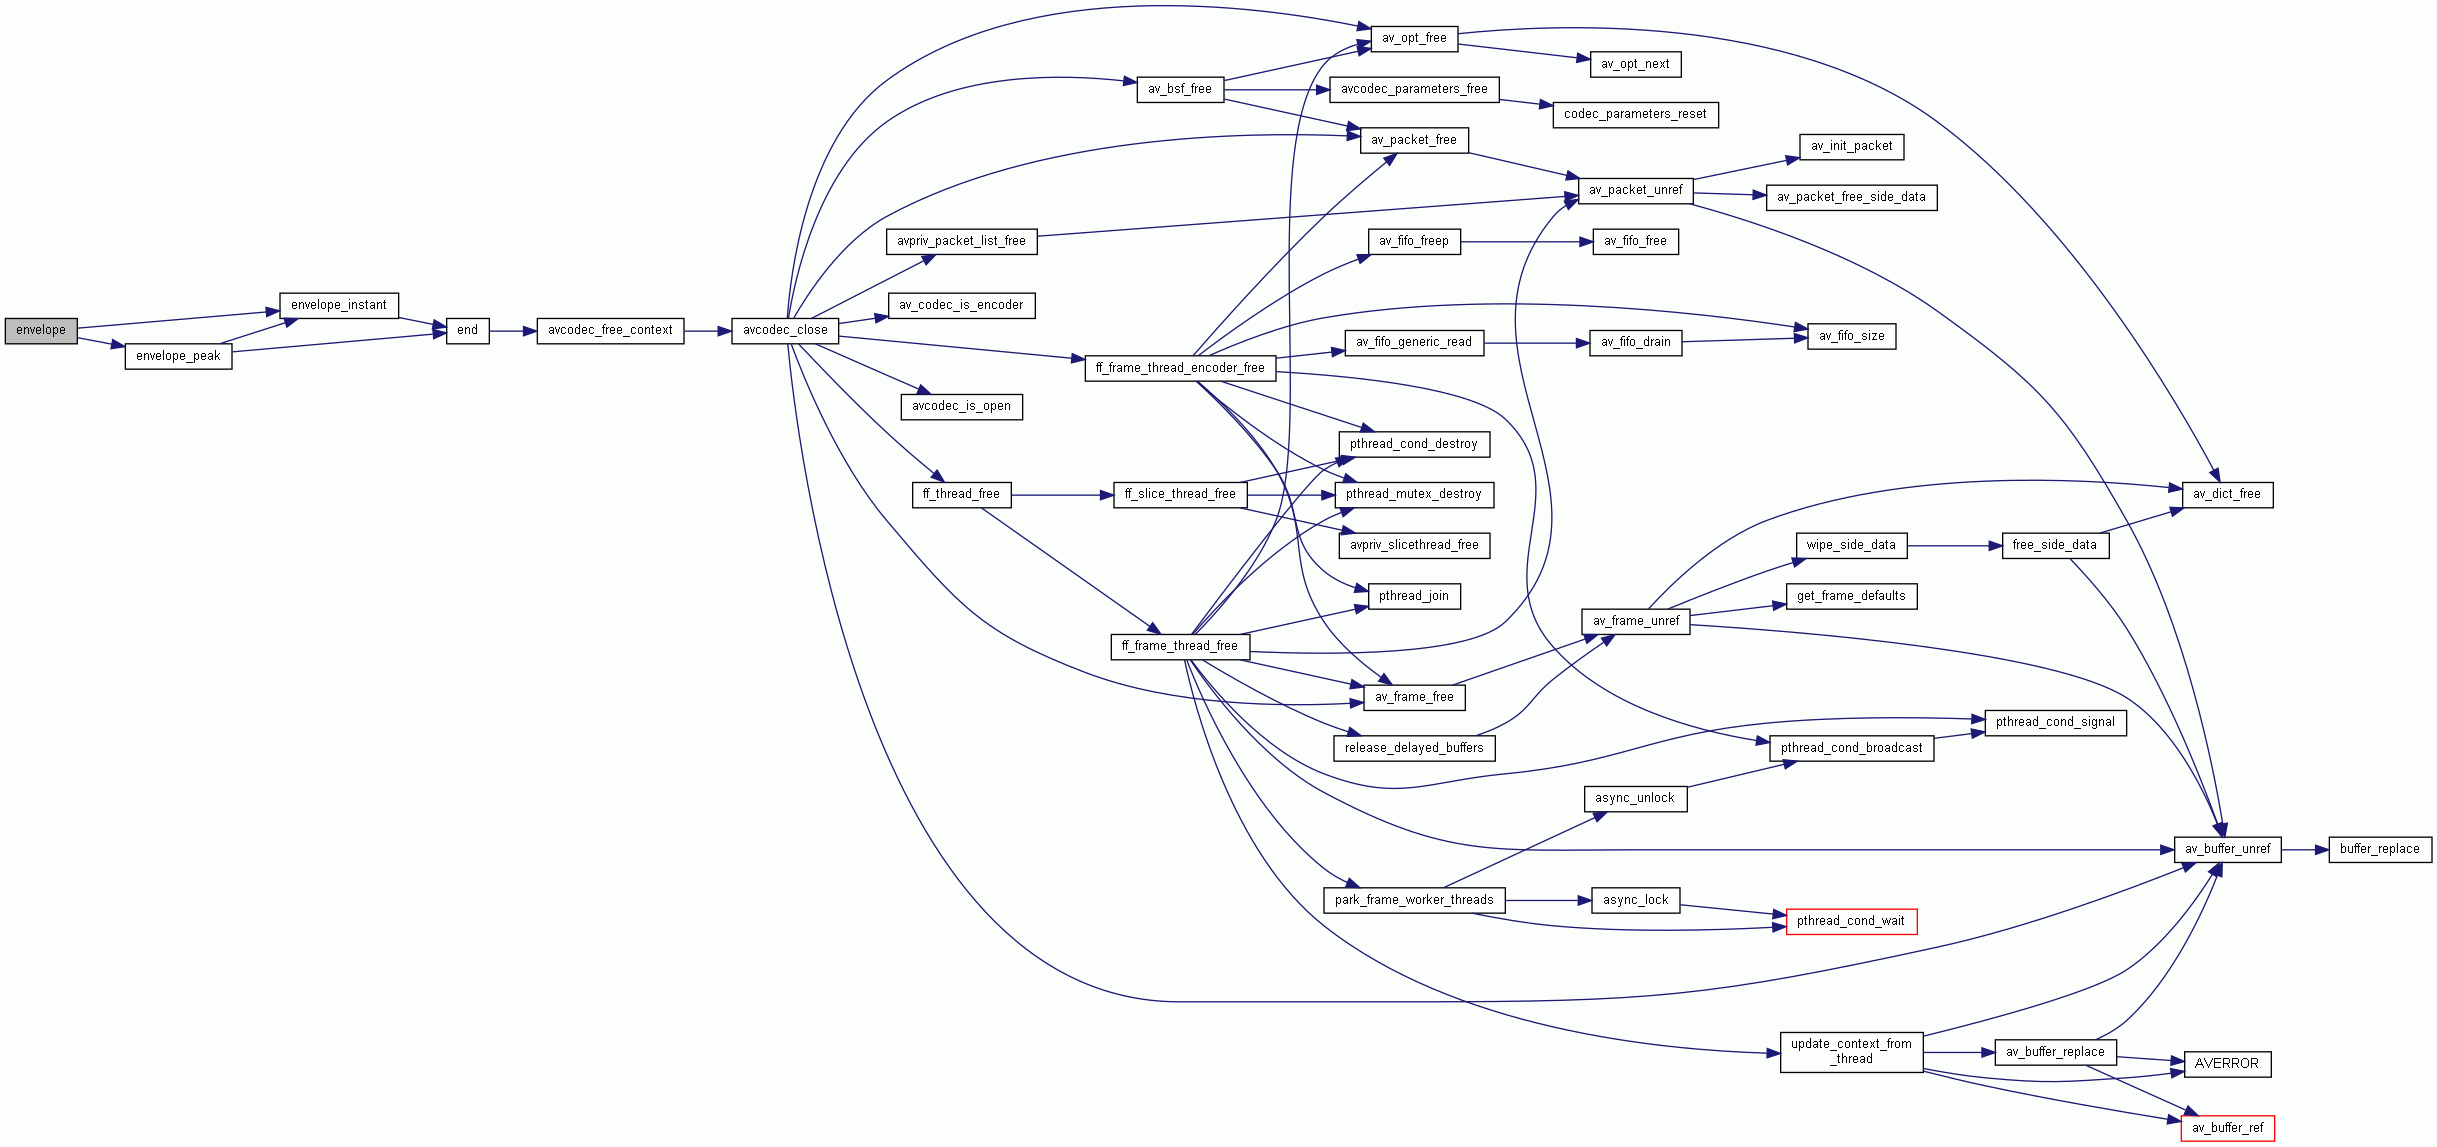 envelope
envelope_instant
envelope_peak
end
avcodec_free_context
avcodec_close
av_opt_free
av_opt_next
av_bsf_free
avcodec_parameters_free
codec_parameters_reset
av_packet_free
av_init_packet
av_packet_unref
av_packet_free_side_data
avpriv_packet_list_free
av_fifo_freep
av_fifo_free
av_codec_is_encoder
ff_frame_thread_encoder_free
av_fifo_generic_read
av_fifo_drain
av_fifo_size
avcodec_is_open
pthread_cond_destroy
ff_thread_free
ff_slice_thread_free
pthread_mutex_destroy
av_dict_free
avpriv_slicethread_free
wipe_side_data
free_side_data
pthread_join
get_frame_defaults
av_frame_unref
ff_frame_thread_free
av_frame_free
release_delayed_buffers
pthread_cond_signal
pthread_cond_broadcast
async_unlock
av_buffer_unref
buffer_replace
park_frame_worker_threads
async_lock
pthread_cond_wait
update_context_from
_thread
av_buffer_replace
AVERROR
av_buffer_ref